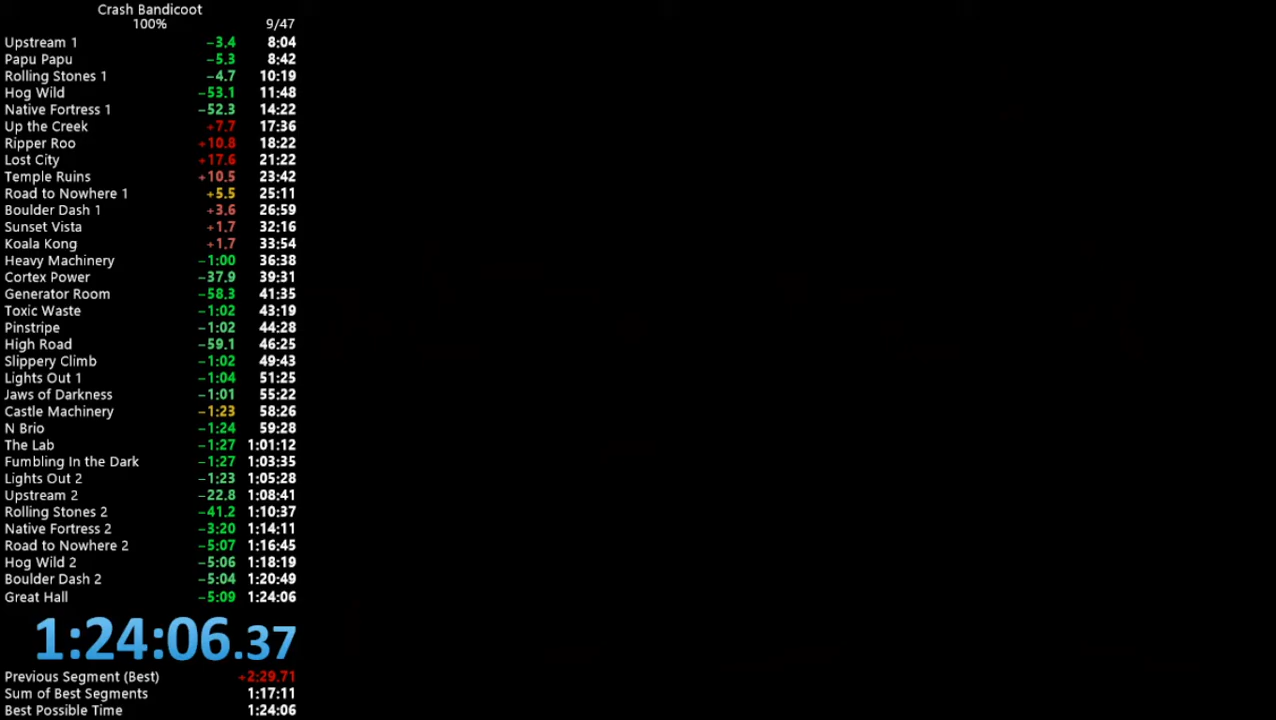 Crash Bandicoot
100% 9/47
Upstream 1 −3.4 8:04
Papu Papu −5.3 8:42
Rolling Stones 1 −4.7 10:19
Hog Wild −53.1 11:48
Native Fortress 1 −52.3 14:22
Up the Creek +7.7 17:36
Ripper Roo +10.8 18:22
Lost City +17.6 21:22
Temple Ruins +10.5 23:42
Road to Nowhere 1 +5.5 25:11
Boulder Dash 1 +3.6 26:59
Sunset Vista +1.7 32:16
Koala Kong +1.7 33:54
Heavy Machinery −1:00 36:38
Cortex Power −37.9 39:31
Generator Room −58.3 41:35
Toxic Waste −1:02 43:19
Pinstripe −1:02 44:28
High Road −59.1 46:25
Slippery Climb −1:02 49:43
Lights Out 1 −1:04 51:25
Jaws of Darkness −1:01 55:22
Castle Machinery −1:23 58:26
N Brio −1:24 59:28
The Lab −1:27 1:01:12
Fumbling In the Dark −1:27 1:03:35
Lights Out 2 −1:23 1:05:28
Upstream 2 −22.8 1:08:41
Rolling Stones 2 −41.2 1:10:37
Native Fortress 2 −3:20 1:14:11
Road to Nowhere 2 −5:07 1:16:45
Hog Wild 2 −5:06 1:18:19
Boulder Dash 2 −5:04 1:20:49
Great Hall −5:09 1:24:06
1:24:06.37
Previous Segment (Best) +2:29.71
Sum of Best Segments 1:17:11
Best Possible Time 1:24:06